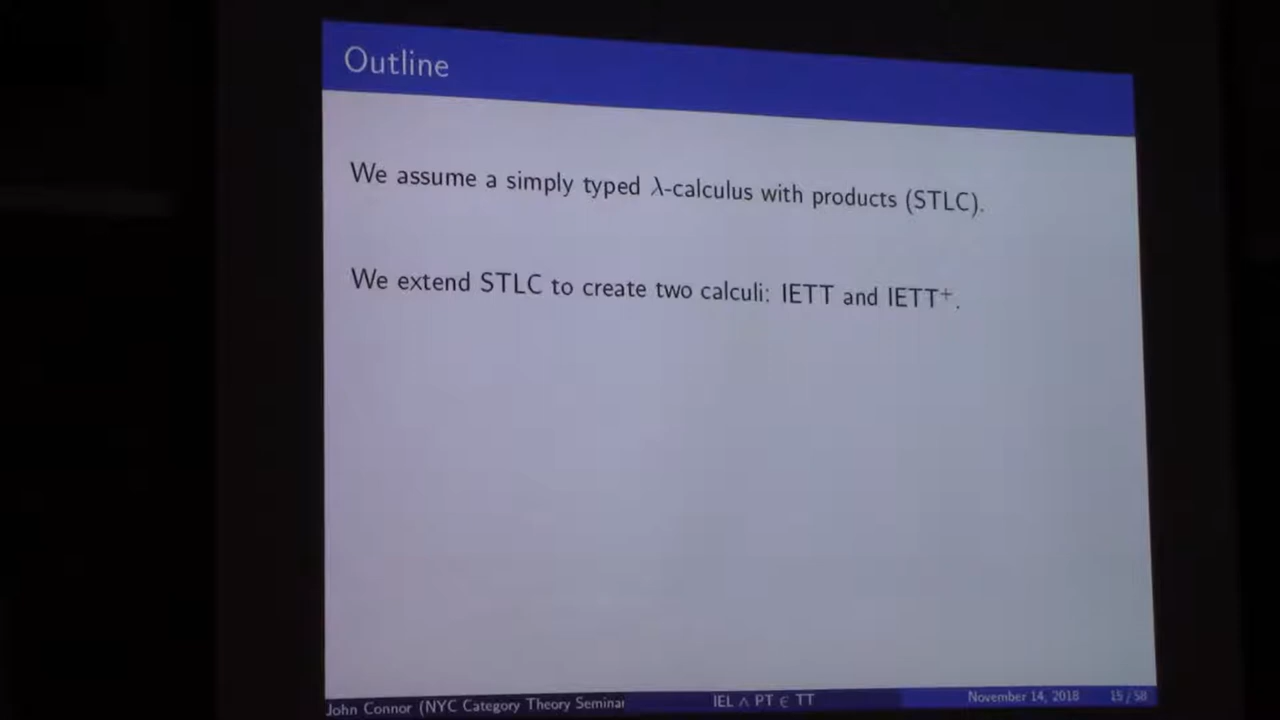 Outline
We assume a simply typed λ-calculus with products (STLC).
We extend STLC to create two calculi: IETT and IETT⁺.
John Connor (NYC Category Theory Seminar
IEL ∧ PT ∈ TT
November 14, 2018
15 / 58